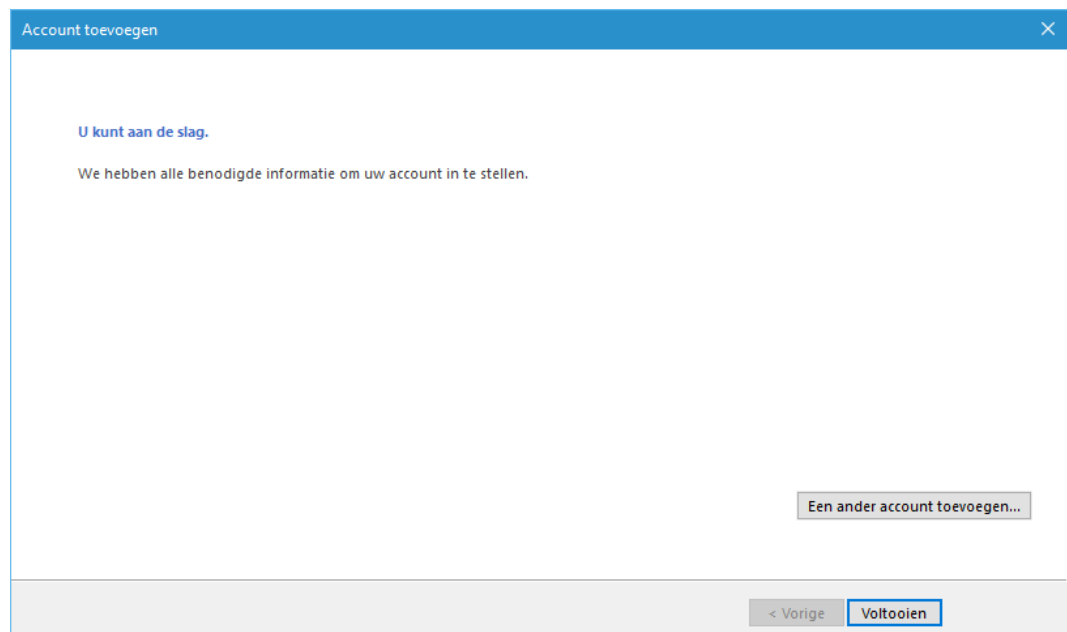 Account toevoegen
U kunt aan de slag.
We hebben alle benodigde informatie om uw account in te stellen.
Een ander account toevoegen...
< Vorige
Voltooien